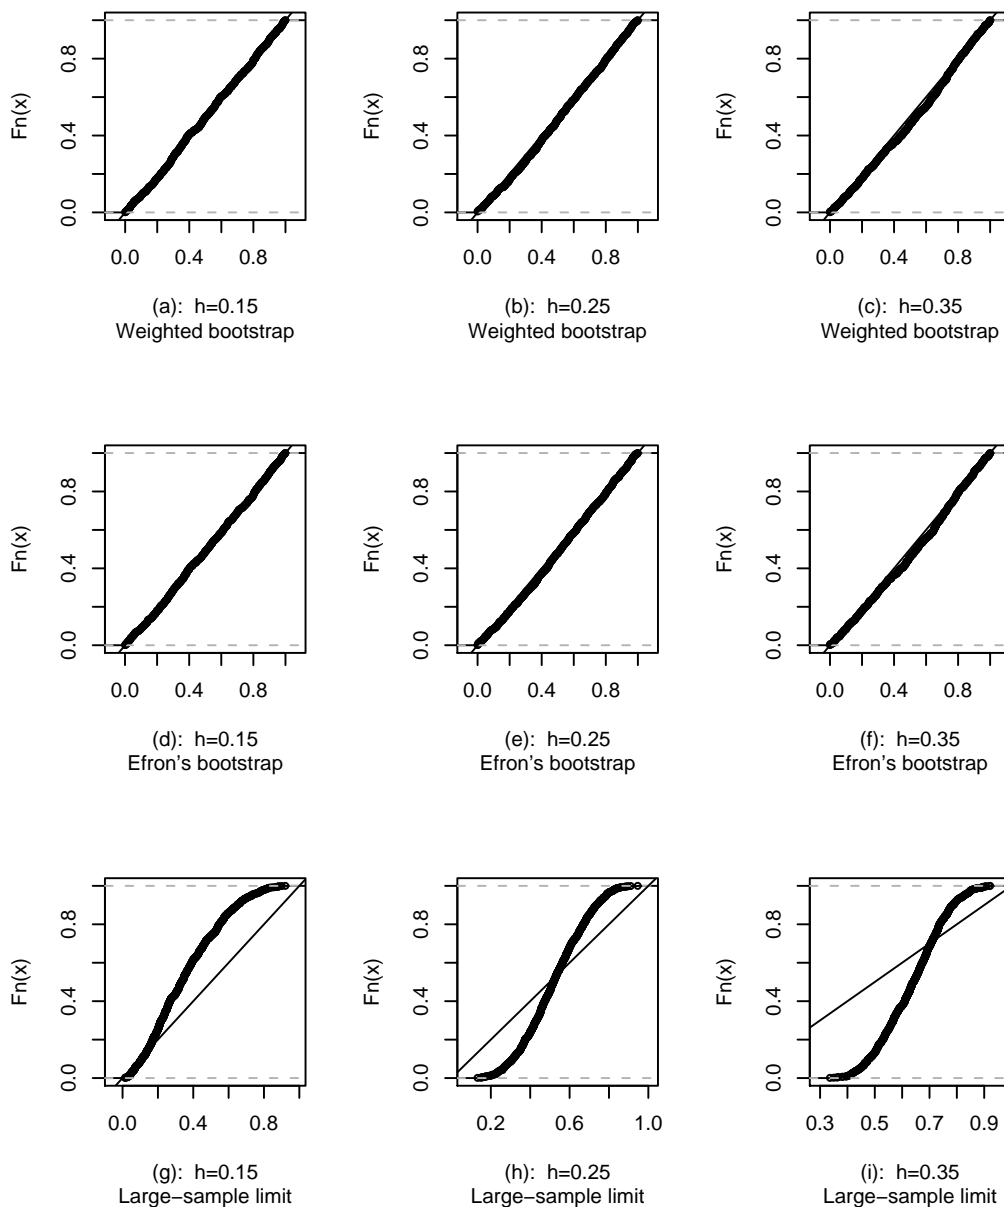 Fn(x)
0.0 0.4 0.8
0.0 0.4 0.8
(a): h=0.15
Weighted bootstrap
Fn(x)
0.0 0.4 0.8
0.0 0.4 0.8
(b): h=0.25
Weighted bootstrap
Fn(x)
0.0 0.4 0.8
0.0 0.4 0.8
(c): h=0.35
Weighted bootstrap
Fn(x)
0.0 0.4 0.8
0.0 0.4 0.8
(d): h=0.15
Efron's bootstrap
Fn(x)
0.0 0.4 0.8
0.0 0.4 0.8
(e): h=0.25
Efron's bootstrap
Fn(x)
0.0 0.4 0.8
0.0 0.4 0.8
(f): h=0.35
Efron's bootstrap
Fn(x)
0.0 0.4 0.8
0.0 0.4 0.8
(g): h=0.15
Large−sample limit
Fn(x)
0.0 0.4 0.8
0.2 0.6 1.0
(h): h=0.25
Large−sample limit
Fn(x)
0.0 0.4 0.8
0.3 0.5 0.7 0.9
(i): h=0.35
Large−sample limit